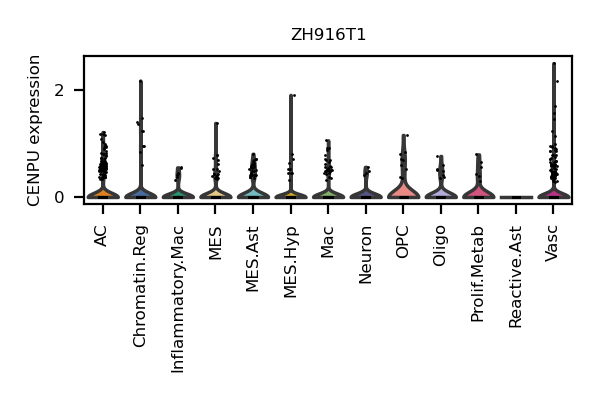 ZH916T1
CENPU expression
2
0
AC
Chromatin.Reg
Inflammatory.Mac
MES
MES.Ast
MES.Hyp
Mac
Neuron
OPC
Oligo
Prolif.Metab
Reactive.Ast
Vasc